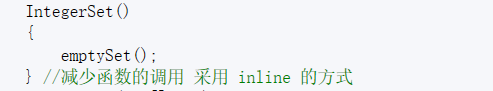 IntegerSet()
{
emptySet();
} //减少函数的调用 采用 inline 的方式